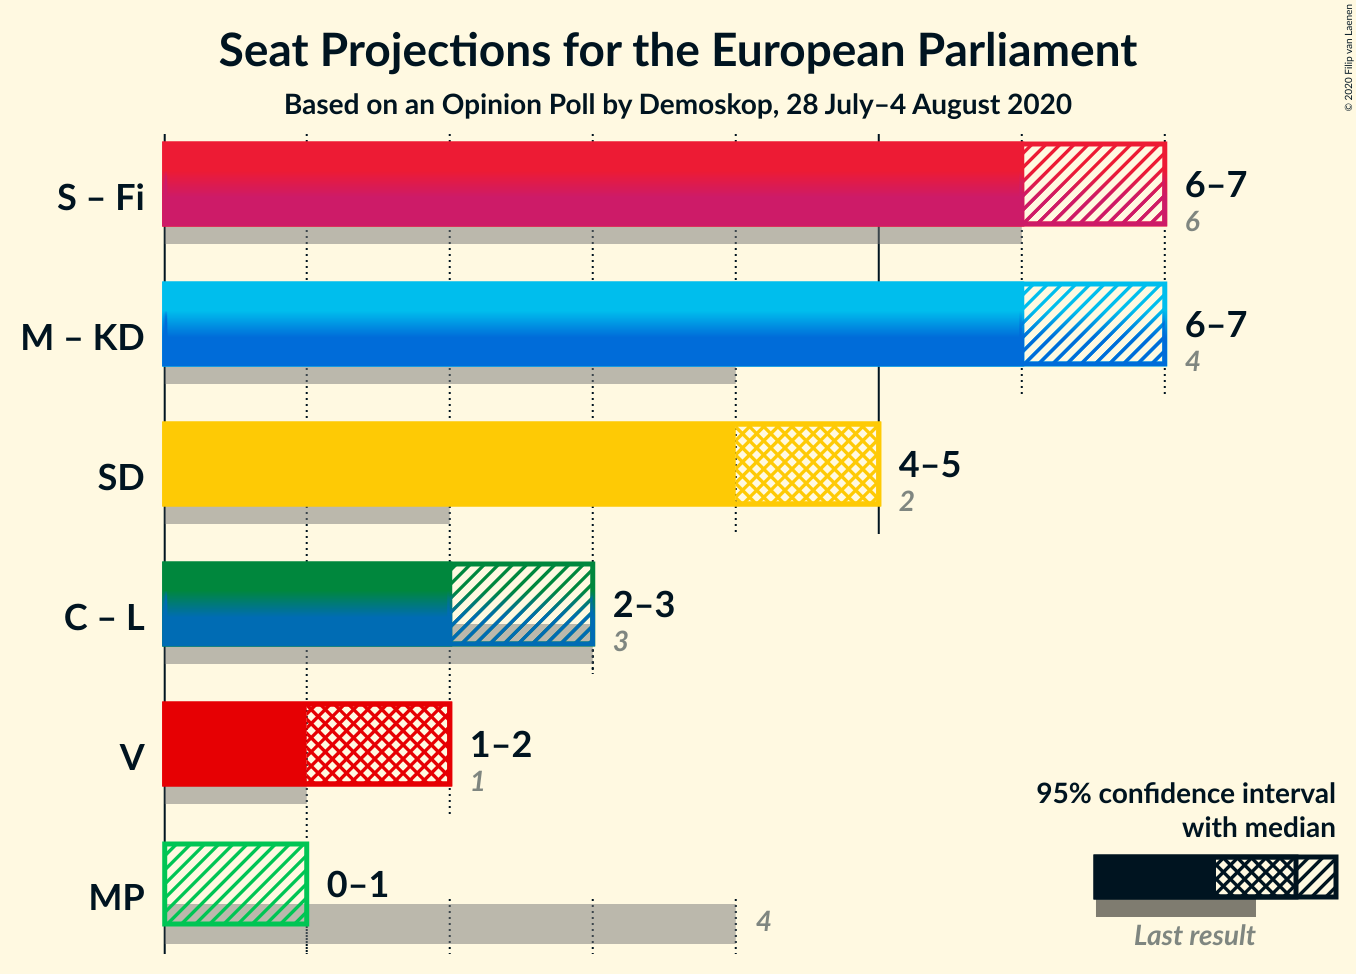 Seat Projections for the European Parliament
Based on an Opinion Poll by Demoskop, 28 July–4 August 2020
© 2020 Filip van Laenen
S – Fi
6–7
6
M – KD
6–7
4
SD
4–5
2
C – L
2–3
3
V
1–2
1
MP
0–1
4
95% confidence interval
with median
Last result